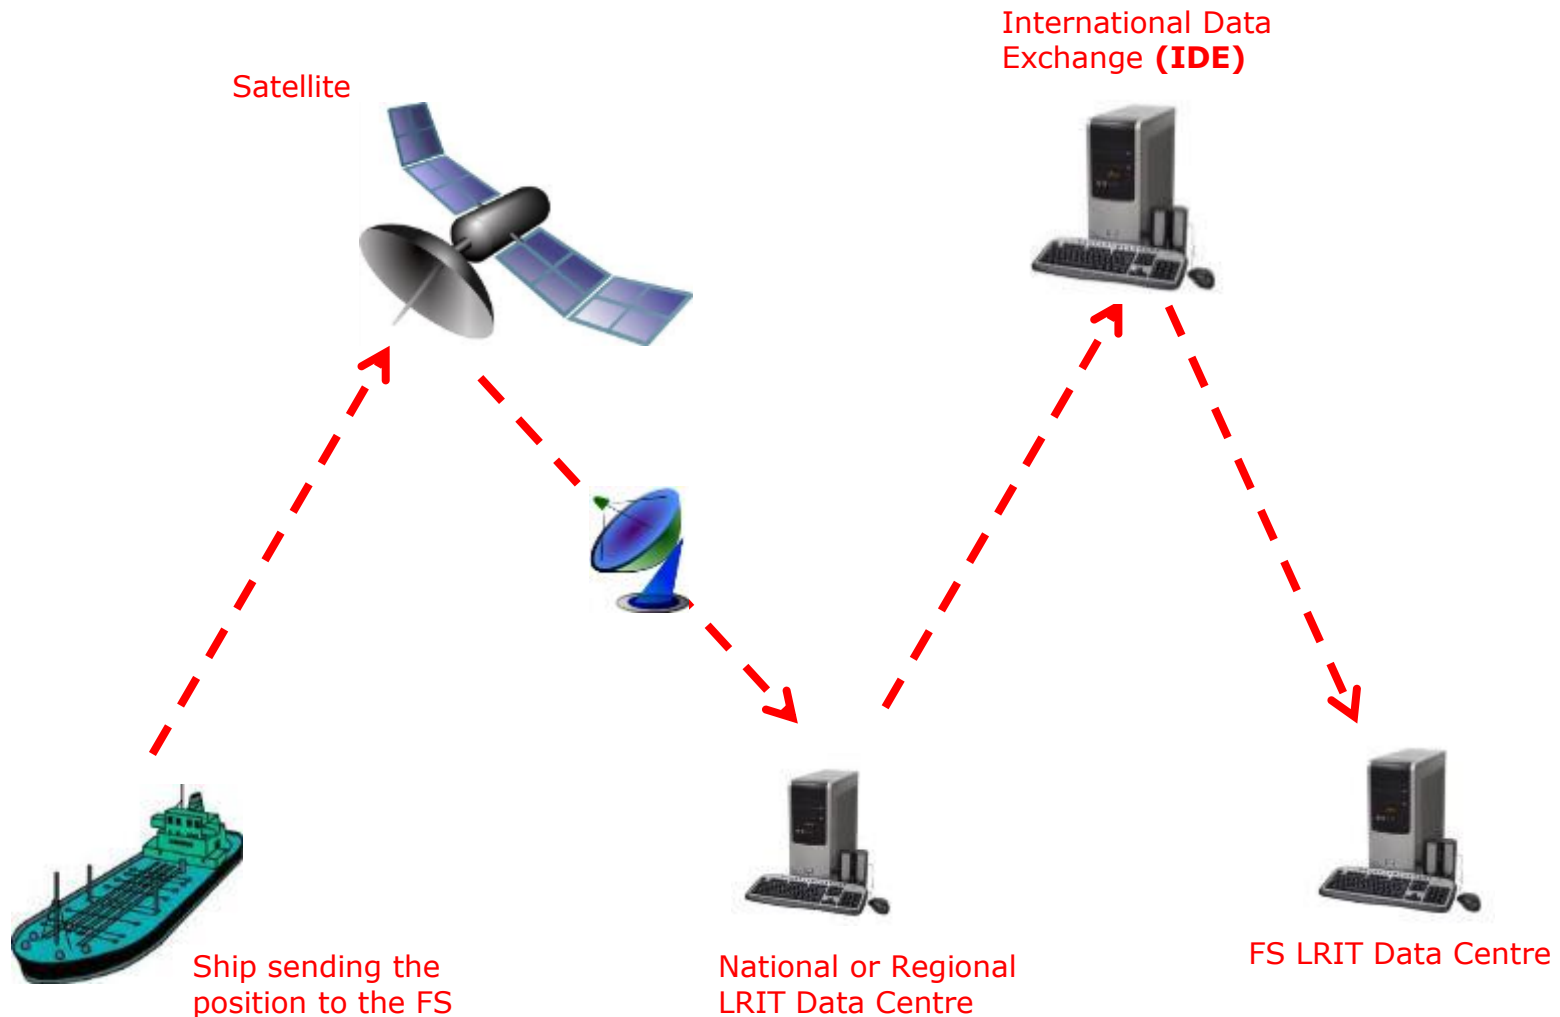 International Data
Exchange (IDE)
Satellite
Ship sending the
position to the FS
National or Regional
LRIT Data Centre
FS LRIT Data Centre